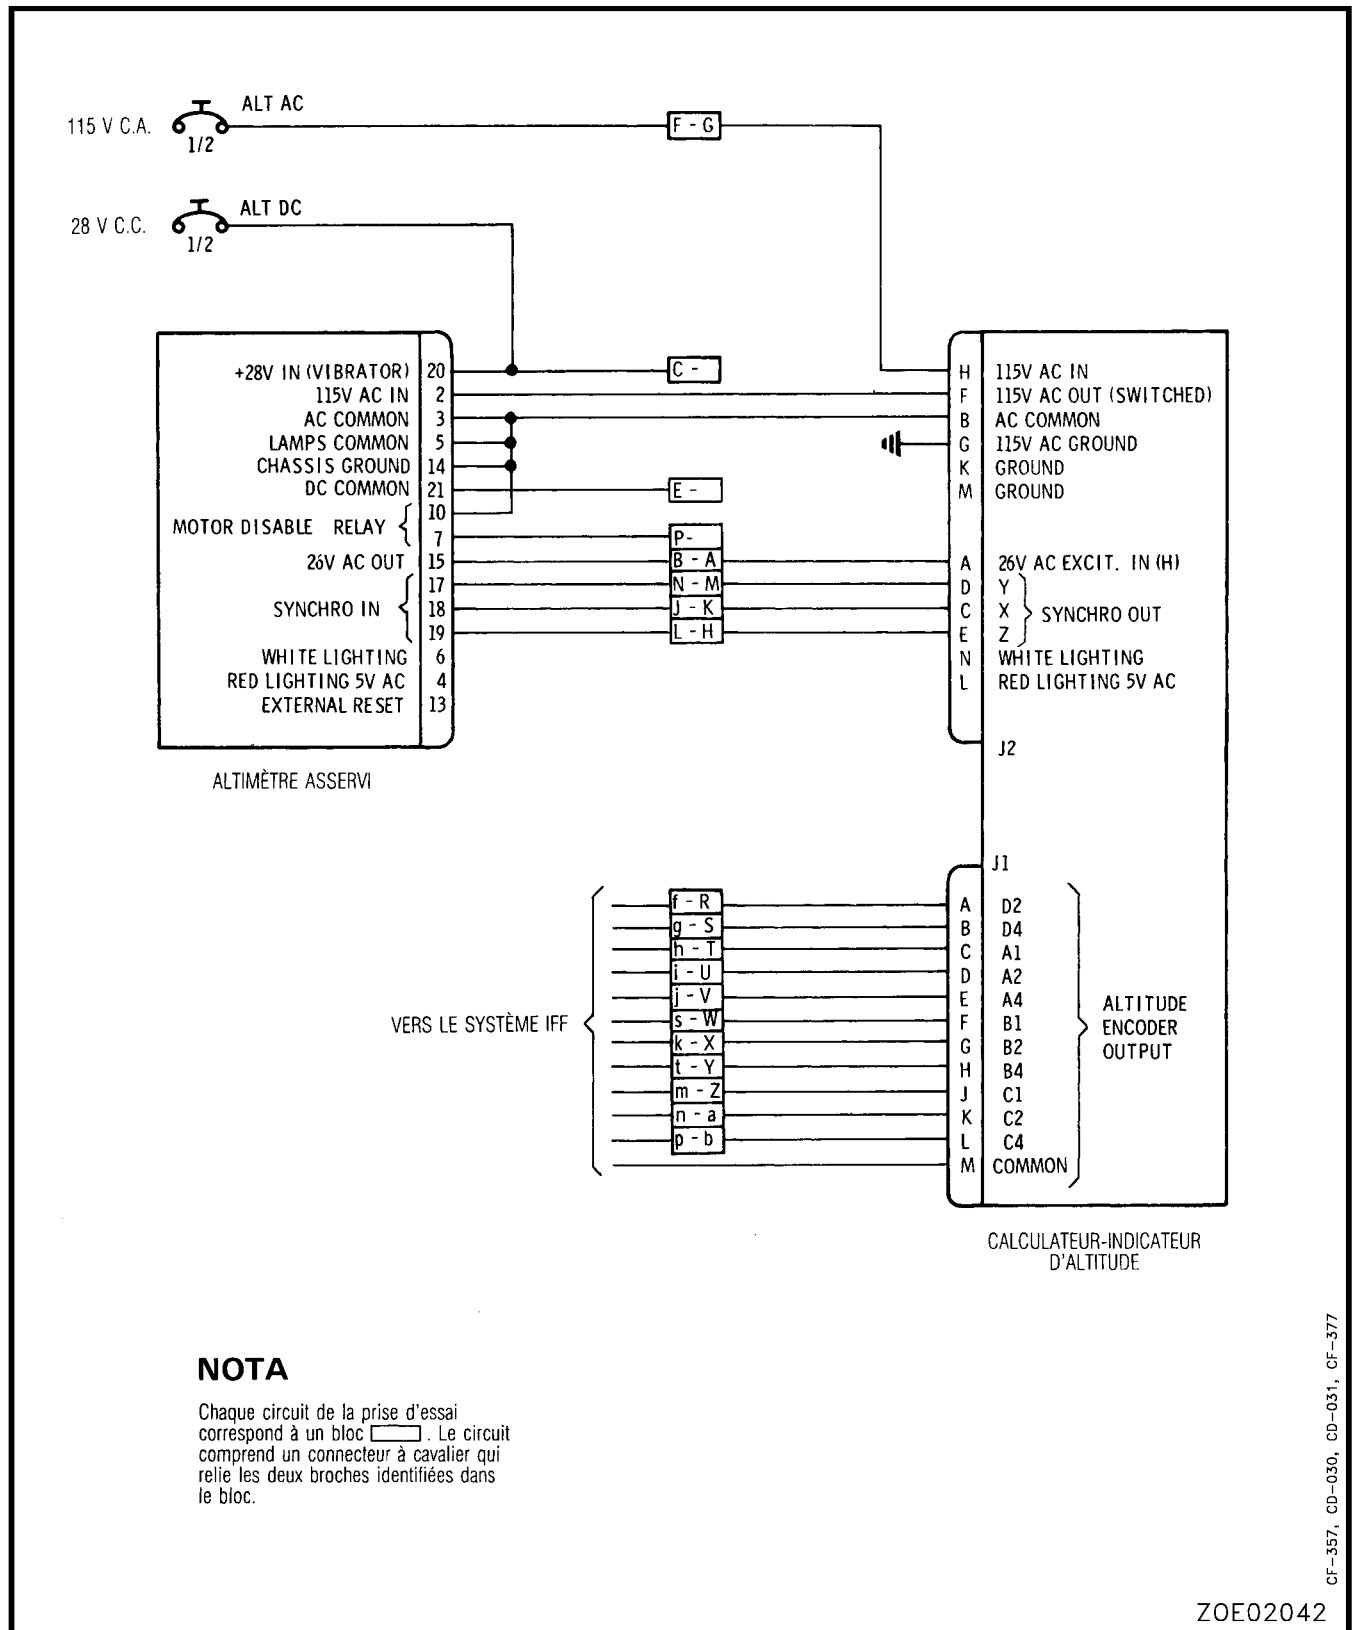 ALT AC
115 V C.A.
1/2
F - G
ALT DC
28 V C.C.
1/2
+28V IN (VIBRATOR) 20
115V AC IN 2
AC COMMON 3
LAMPS COMMON 5
CHASSIS GROUND 14
DC COMMON 21
10
MOTOR DISABLE RELAY
7
26V AC OUT 15
17
SYNCHRO IN 18
19
WHITE LIGHTING 6
RED LIGHTING 5V AC 4
EXTERNAL RESET 13
ALTIMÈTRE ASSERVI
C -
E -
P-
B - A
N - M
J - K
L - H
H 115V AC IN
F 115V AC OUT (SWITCHED)
B AC COMMON
G 115V AC GROUND
K GROUND
M GROUND
A 26V AC EXCIT. IN (H)
D Y
C X SYNCHRO OUT
E Z
N WHITE LIGHTING
L RED LIGHTING 5V AC
J2
J1
VERS LE SYSTÈME IFF
f - R
g - S
h - T
i - U
j - V
s - W
k - X
t - Y
m - Z
n - a
p - b
A D2
B D4
C A1
D A2
E A4
F B1
G B2
H B4
J C1
K C2
L C4
M COMMON
ALTITUDE
ENCODER
OUTPUT
CALCULATEUR-INDICATEUR
D'ALTITUDE
NOTA
Chaque circuit de la prise d'essai
correspond à un bloc . Le circuit
comprend un connecteur à cavalier qui
relie les deux broches identifiées dans
le bloc.
CF-357, CD-030, CD-031, CF-377
ZOE02042